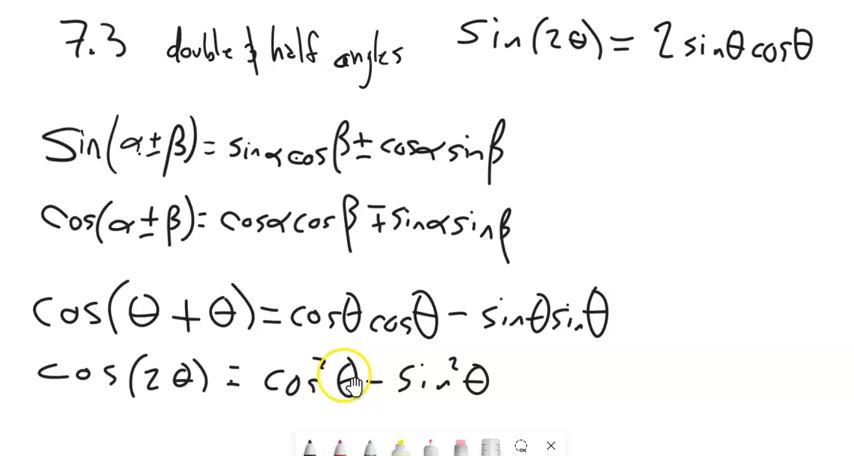 7.3 double & half angles sin(2θ) = 2 sinθ cosθ
Sin(α ± β) = sinα cosβ ± cosα sinβ
Cos(α ± β) = cosα cosβ ∓ sinα sinβ
cos(θ + θ) = cosθ cosθ − sinθ sinθ
cos(2θ) = cos²θ − sin²θ